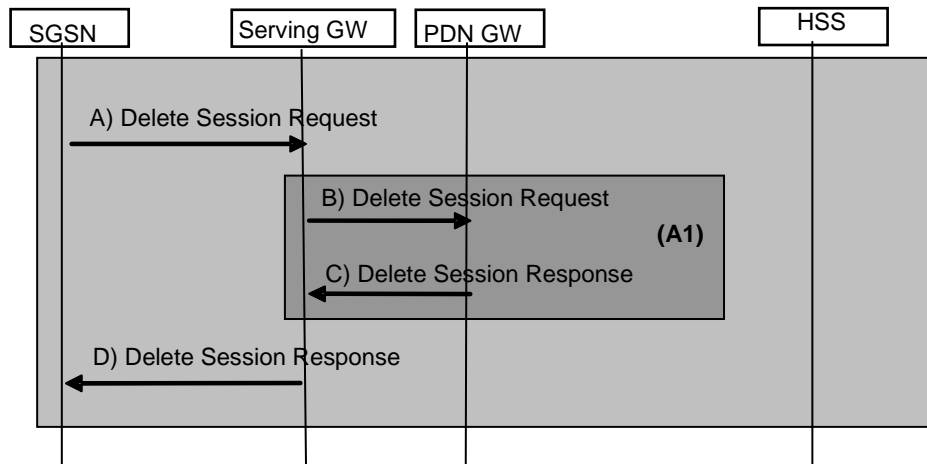 SGSN
Serving GW
PDN GW
HSS
A) Delete Session Request
B) Delete Session Request
(A1)
C) Delete Session Response
D) Delete Session Response